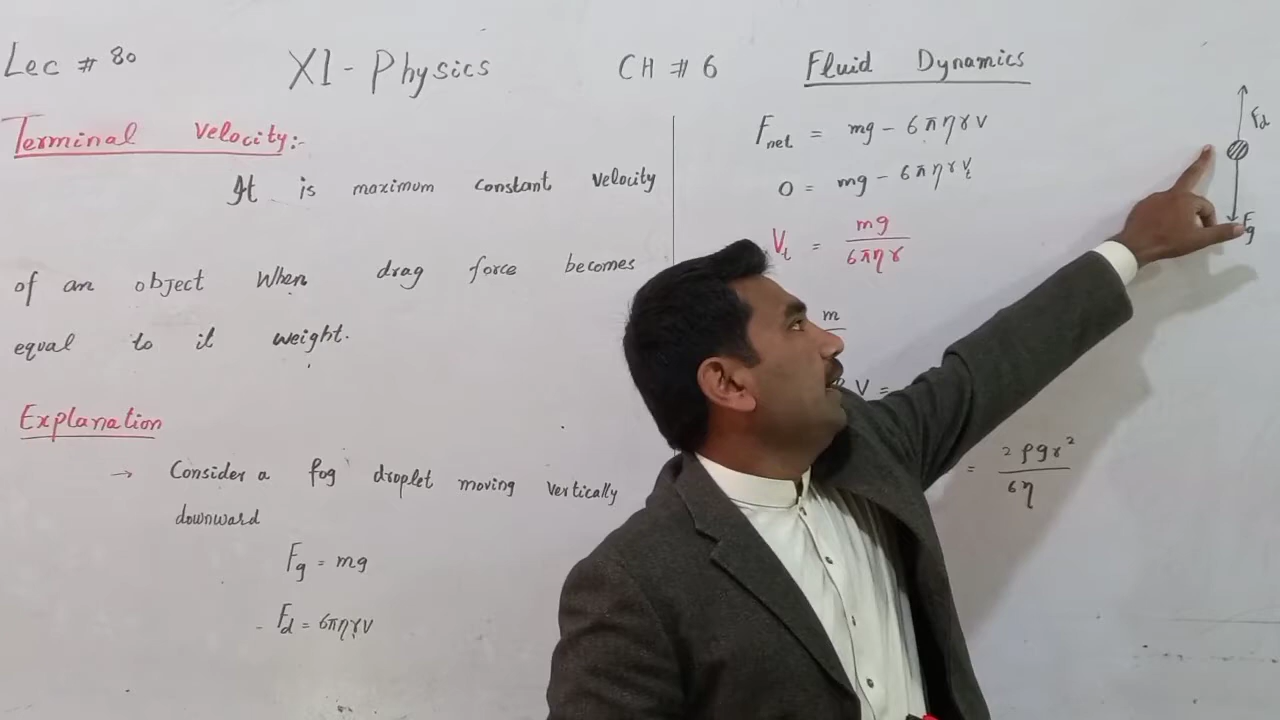 Lec # 80 XI - Physics CH # 6 Fluid Dynamics
Terminal Velocity:-
It is maximum constant velocity
of an object When drag force becomes
equal to it weight.
Explanation
→ Consider a fog droplet moving vertically
downward
Fg = mg
Fd = 6πηrv
Fnet = mg - 6πηrv
0 = mg - 6πηrVt
Vt = mg / 6πηr
m
V =
= 2ρgr² / 6η
Fd
Fg